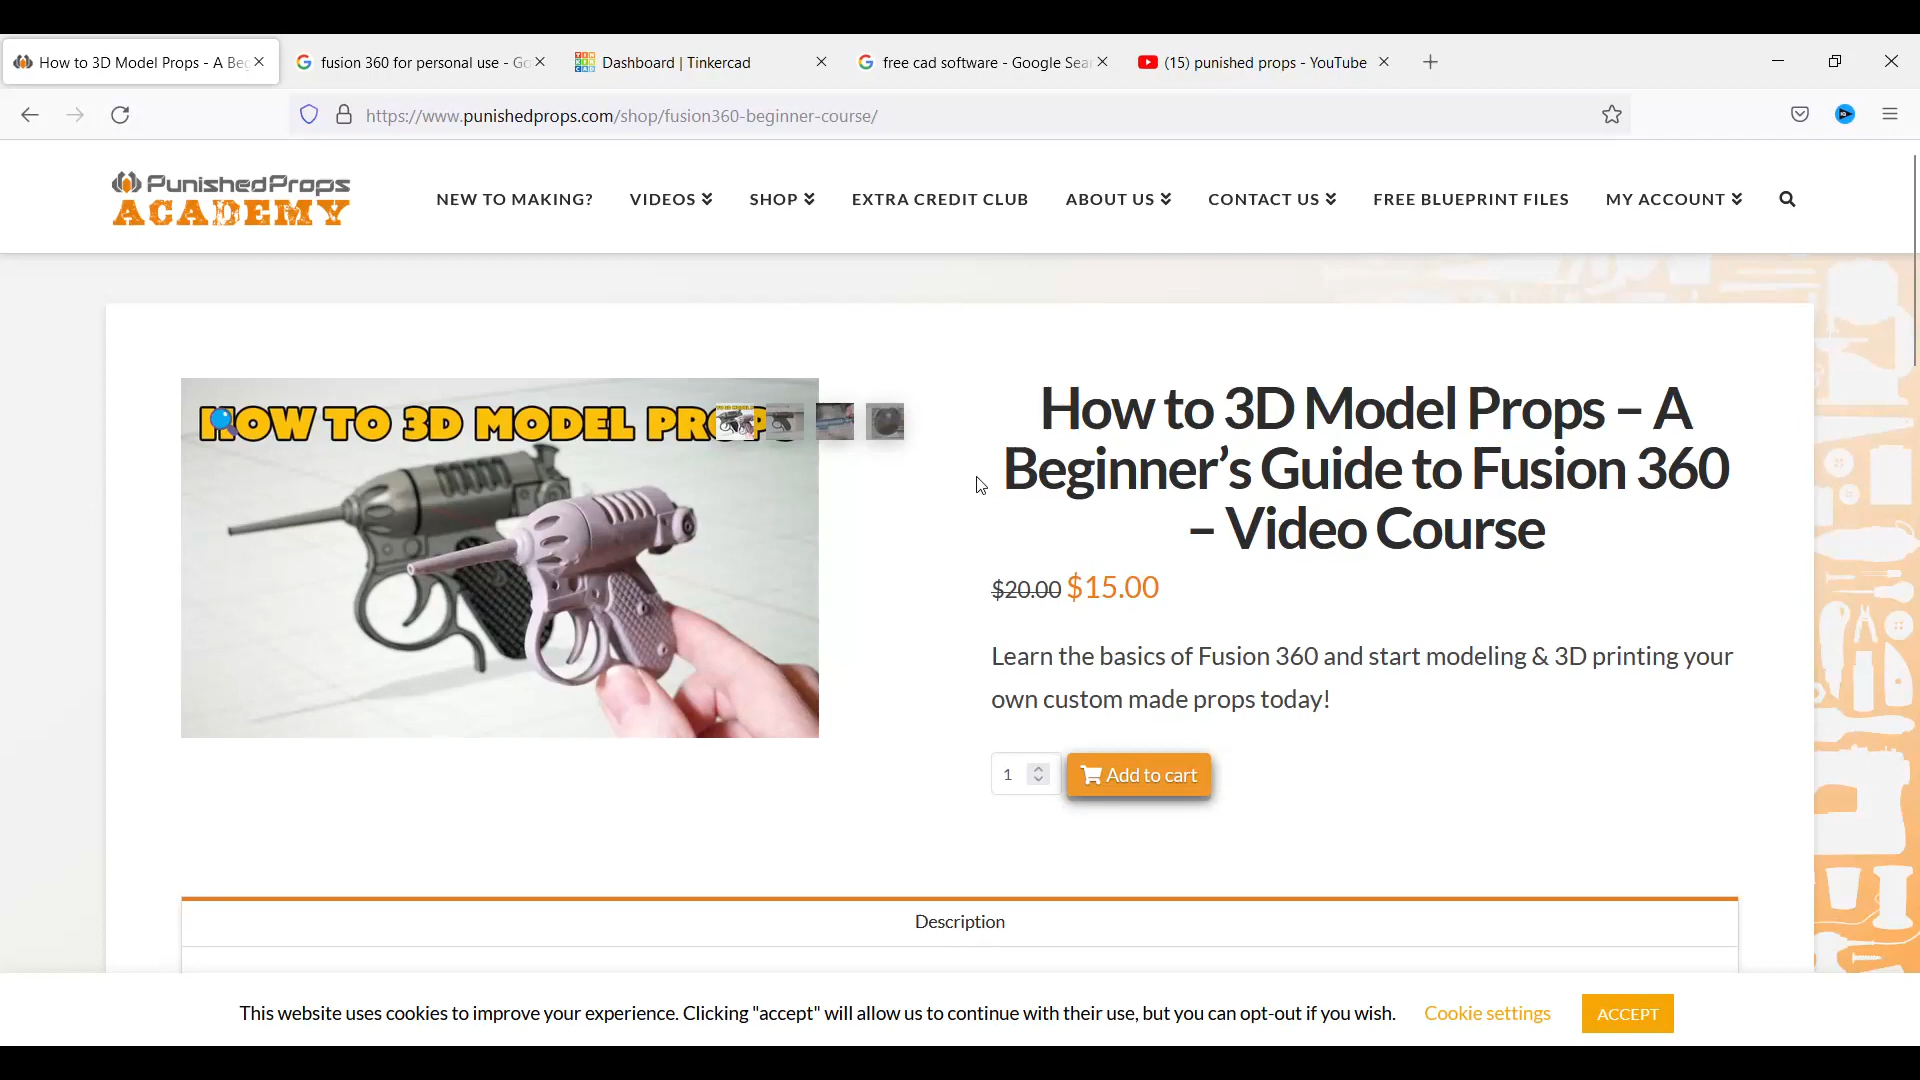 How to 3D Model Props - A Beg
fusion 360 for personal use - Go
Dashboard | Tinkercad
free cad software - Google Sea
(15) punished props - YouTube
https://www.punishedprops.com/shop/fusion360-beginner-course/
PunishedProps
ACADEMY
NEW TO MAKING?
VIDEOS
SHOP
EXTRA CREDIT CLUB
ABOUT US
CONTACT US
FREE BLUEPRINT FILES
MY ACCOUNT
HOW TO 3D MODEL PROP
How to 3D Model Props – A
Beginner’s Guide to Fusion 360
– Video Course
$20.00 $15.00
Learn the basics of Fusion 360 and start modeling & 3D printing your
own custom made props today!
1
Add to cart
Description
This website uses cookies to improve your experience. Clicking "accept" will allow us to continue with their use, but you can opt-out if you wish.
Cookie settings
ACCEPT